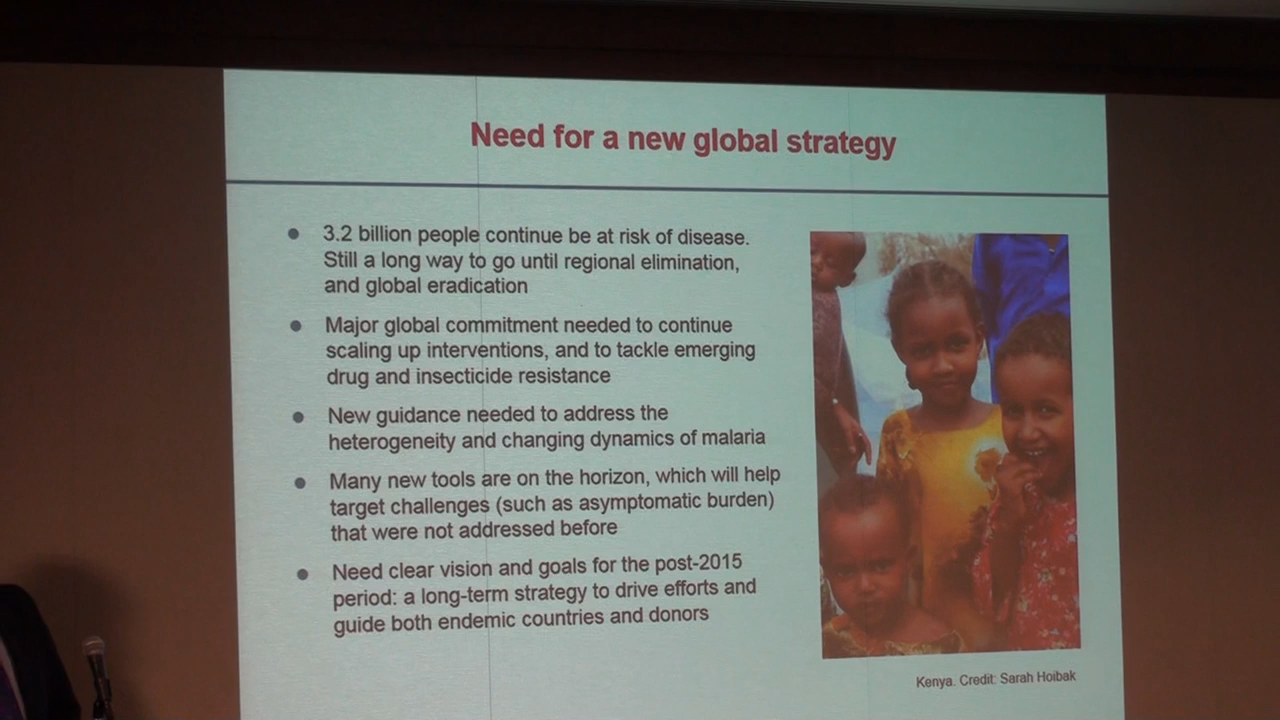 Need for a new global strategy
3.2 billion people continue be at risk of disease.
Still a long way to go until regional elimination,
and global eradication
Major global commitment needed to continue
scaling up interventions, and to tackle emerging
drug and insecticide resistance
New guidance needed to address the
heterogeneity and changing dynamics of malaria
Many new tools are on the horizon, which will help
target challenges (such as asymptomatic burden)
that were not addressed before
Need clear vision and goals for the post-2015
period: a long-term strategy to drive efforts and
guide both endemic countries and donors
Kenya. Credit: Sarah Hoibak